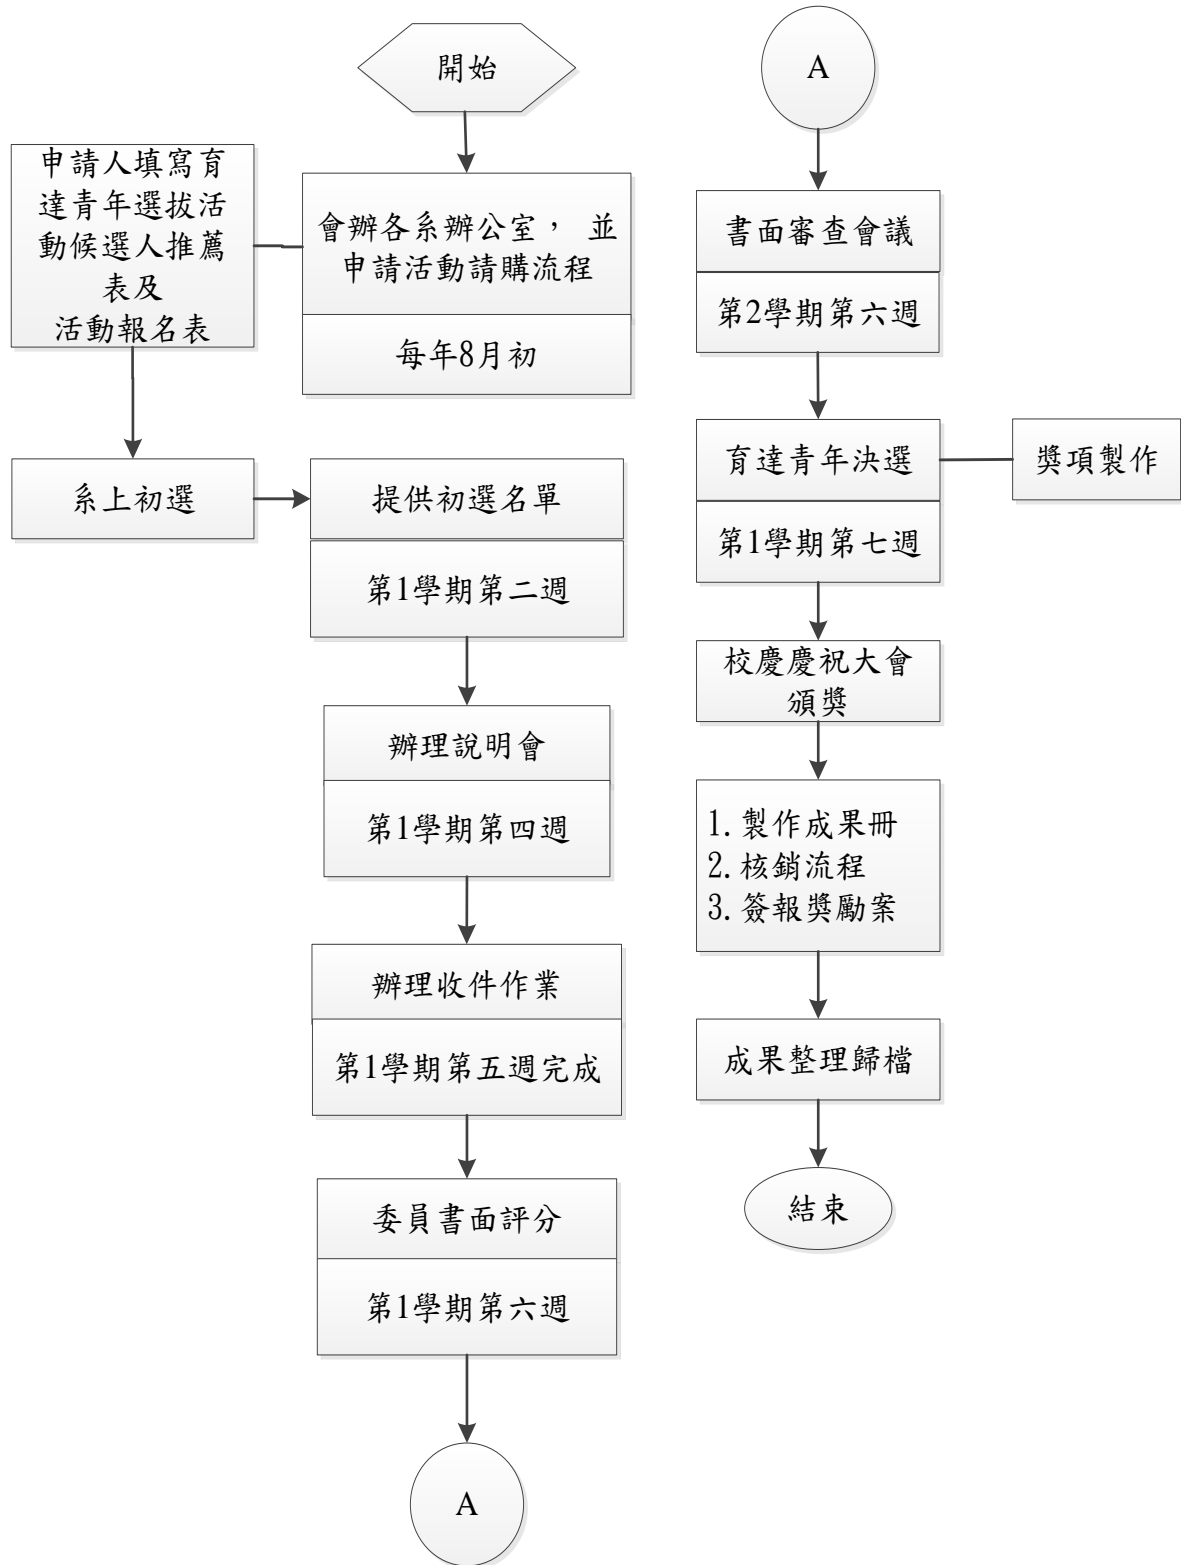 開始
會辦各系辦公室， 並
申請活動請購流程
每年8月初
申請人填寫育
達青年選拔活
動候選人推薦
表及
活動報名表
系上初選
提供初選名單
第1學期第二週
辦理說明會
第1學期第四週
辦理收件作業
第1學期第五週完成
委員書面評分
第1學期第六週
A
A
書面審查會議
第2學期第六週
育達青年決選
第1學期第七週
獎項製作
校慶慶祝大會
頒獎
1.製作成果冊
2.核銷流程
3.簽報獎勵案
成果整理歸檔
結束